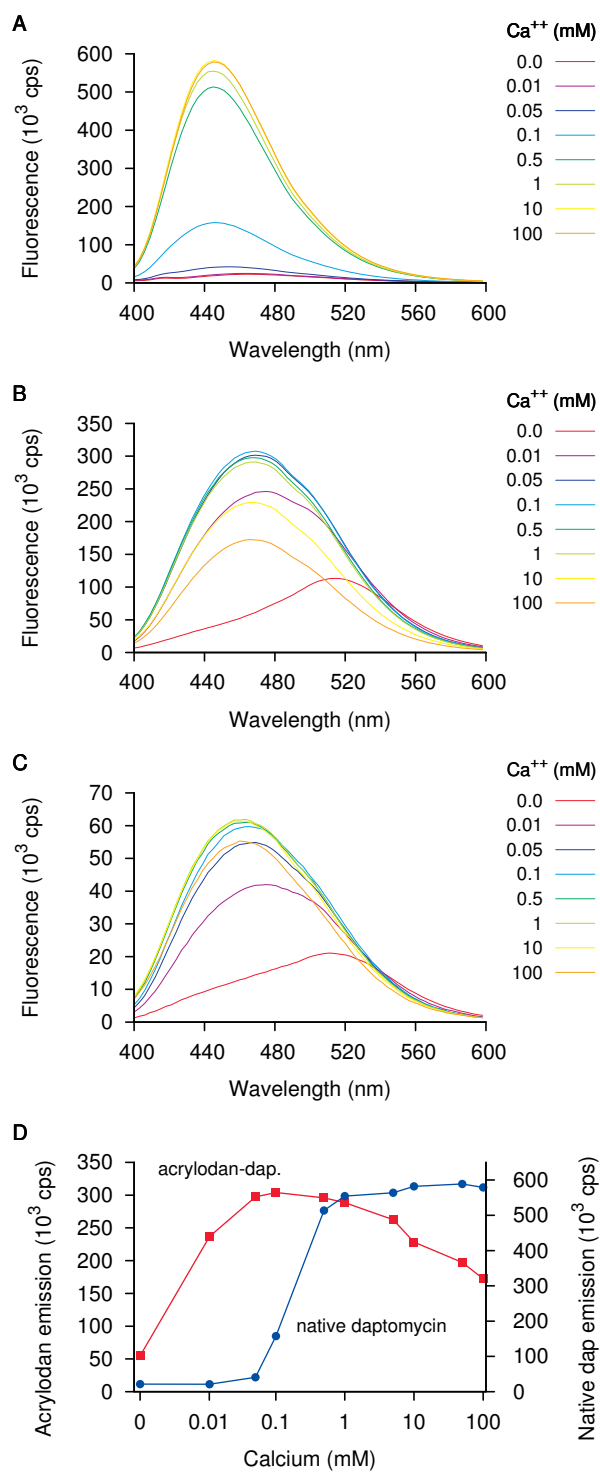 A
Ca++ (mM)
0.0
0.01
0.05
0.1
0.5
1
10
100
600
500
400
300
200
100
0
Fluorescence (10³ cps)
400 440 480 520 560 600
Wavelength (nm)
B
Ca++ (mM)
0.0
0.01
0.05
0.1
0.5
1
10
100
350
300
250
200
150
100
50
0
Fluorescence (10³ cps)
400 440 480 520 560 600
Wavelength (nm)
C
Ca++ (mM)
0.0
0.01
0.05
0.1
0.5
1
10
100
70
60
50
40
30
20
10
0
Fluorescence (10³ cps)
400 440 480 520 560 600
Wavelength (nm)
D
350
300
250
200
150
100
50
0
Acrylodan emission (10³ cps)
acrylodan-dap.
native daptomycin
600
500
400
300
200
100
0
Native dap emission (10³ cps)
0 0.01 0.1 1 10 100
Calcium (mM)